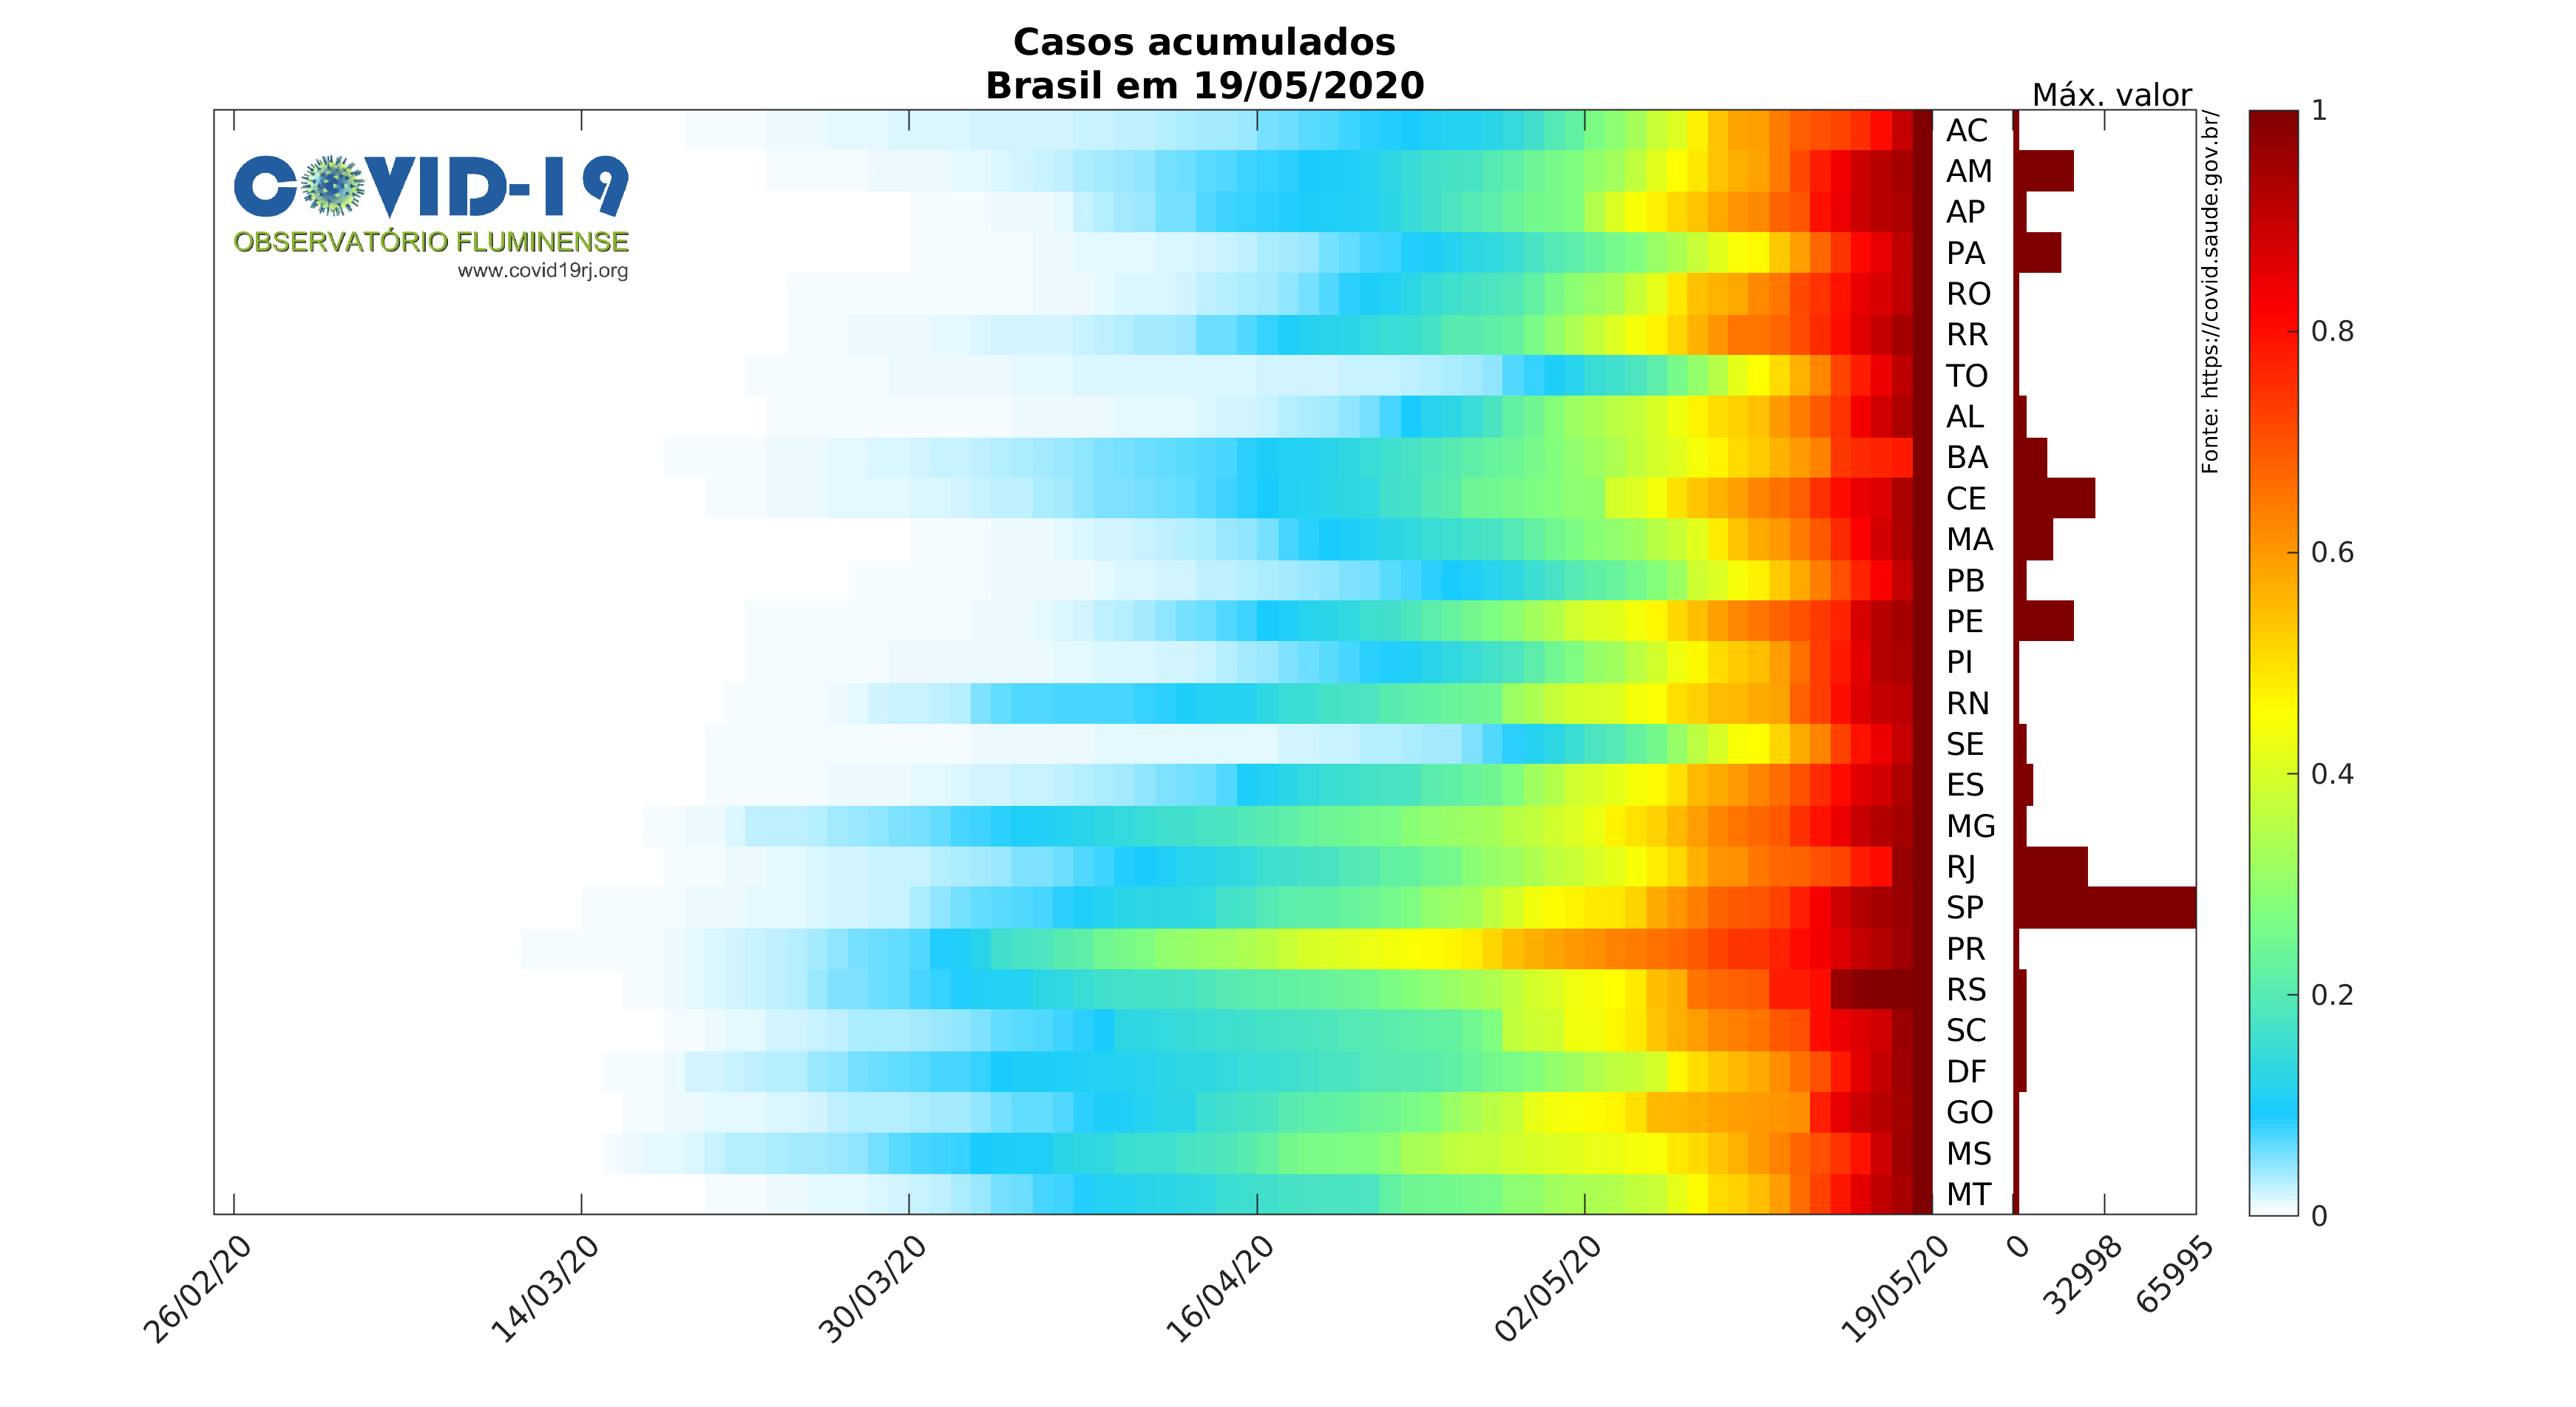 Casos acumulados
Brasil em 19/05/2020
Máx. valor
COVID-19
OBSERVATÓRIO FLUMINENSE
www.covid19rj.org
AC
AM
AP
PA
RO
RR
TO
AL
BA
CE
MA
PB
PE
PI
RN
SE
ES
MG
RJ
SP
PR
RS
SC
DF
GO
MS
MT
Fonte: https://covid.saude.gov.br/
1
0.8
0.6
0.4
0.2
0
26/02/20
14/03/20
30/03/20
16/04/20
02/05/20
19/05/20
0
32998
65995